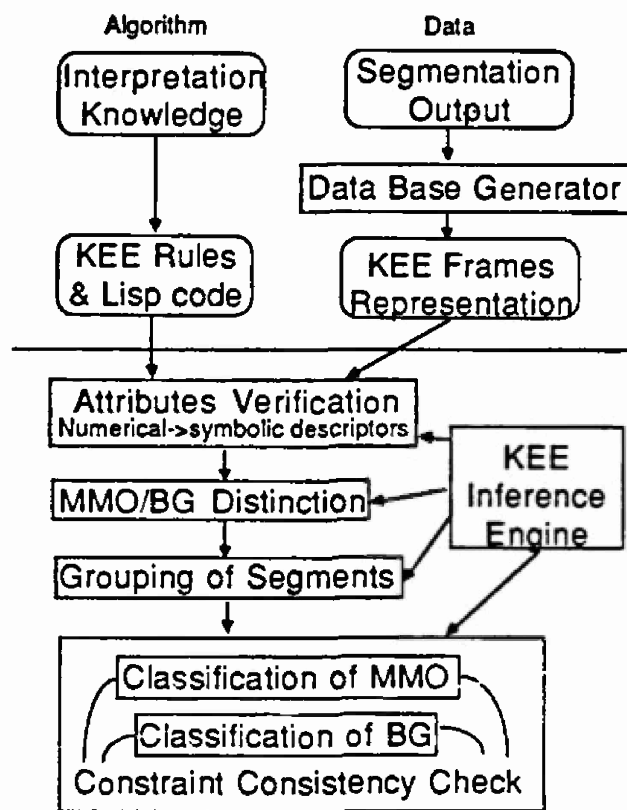 Algorithm
Data
Interpretation
Knowledge
Segmentation
Output
Data Base Generator
KEE Rules
& Lisp code
KEE Frames
Representation
Attributes Verification
Numerical->symbolic descriptors
KEE
Inference
Engine
MMO/BG Distinction
Grouping of Segments
Classification of MMO
Classification of BG
Constraint Consistency Check